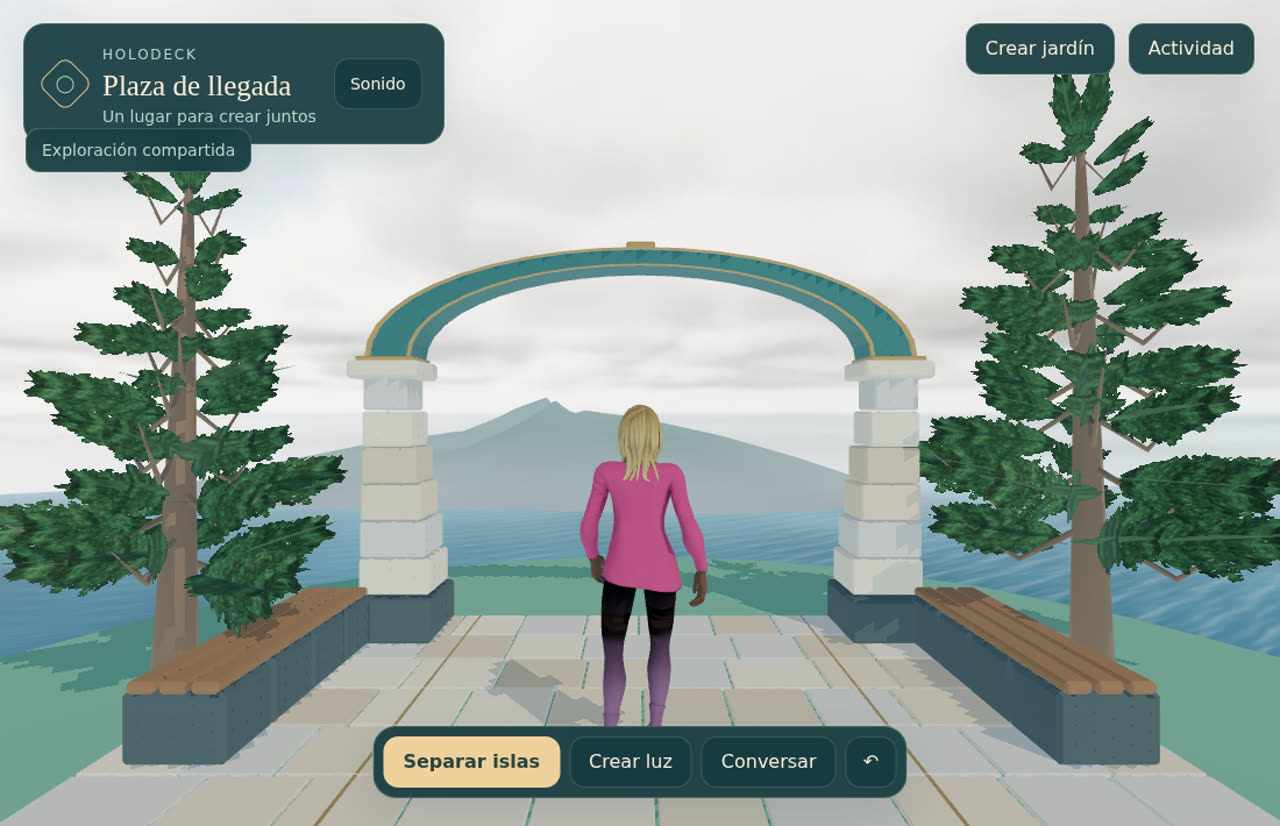 HOLODECK
Plaza de llegada
Un lugar para crear juntos
Sonido
Exploración compartida
Crear jardín
Actividad
Separar islas
Crear luz
Conversar
↶